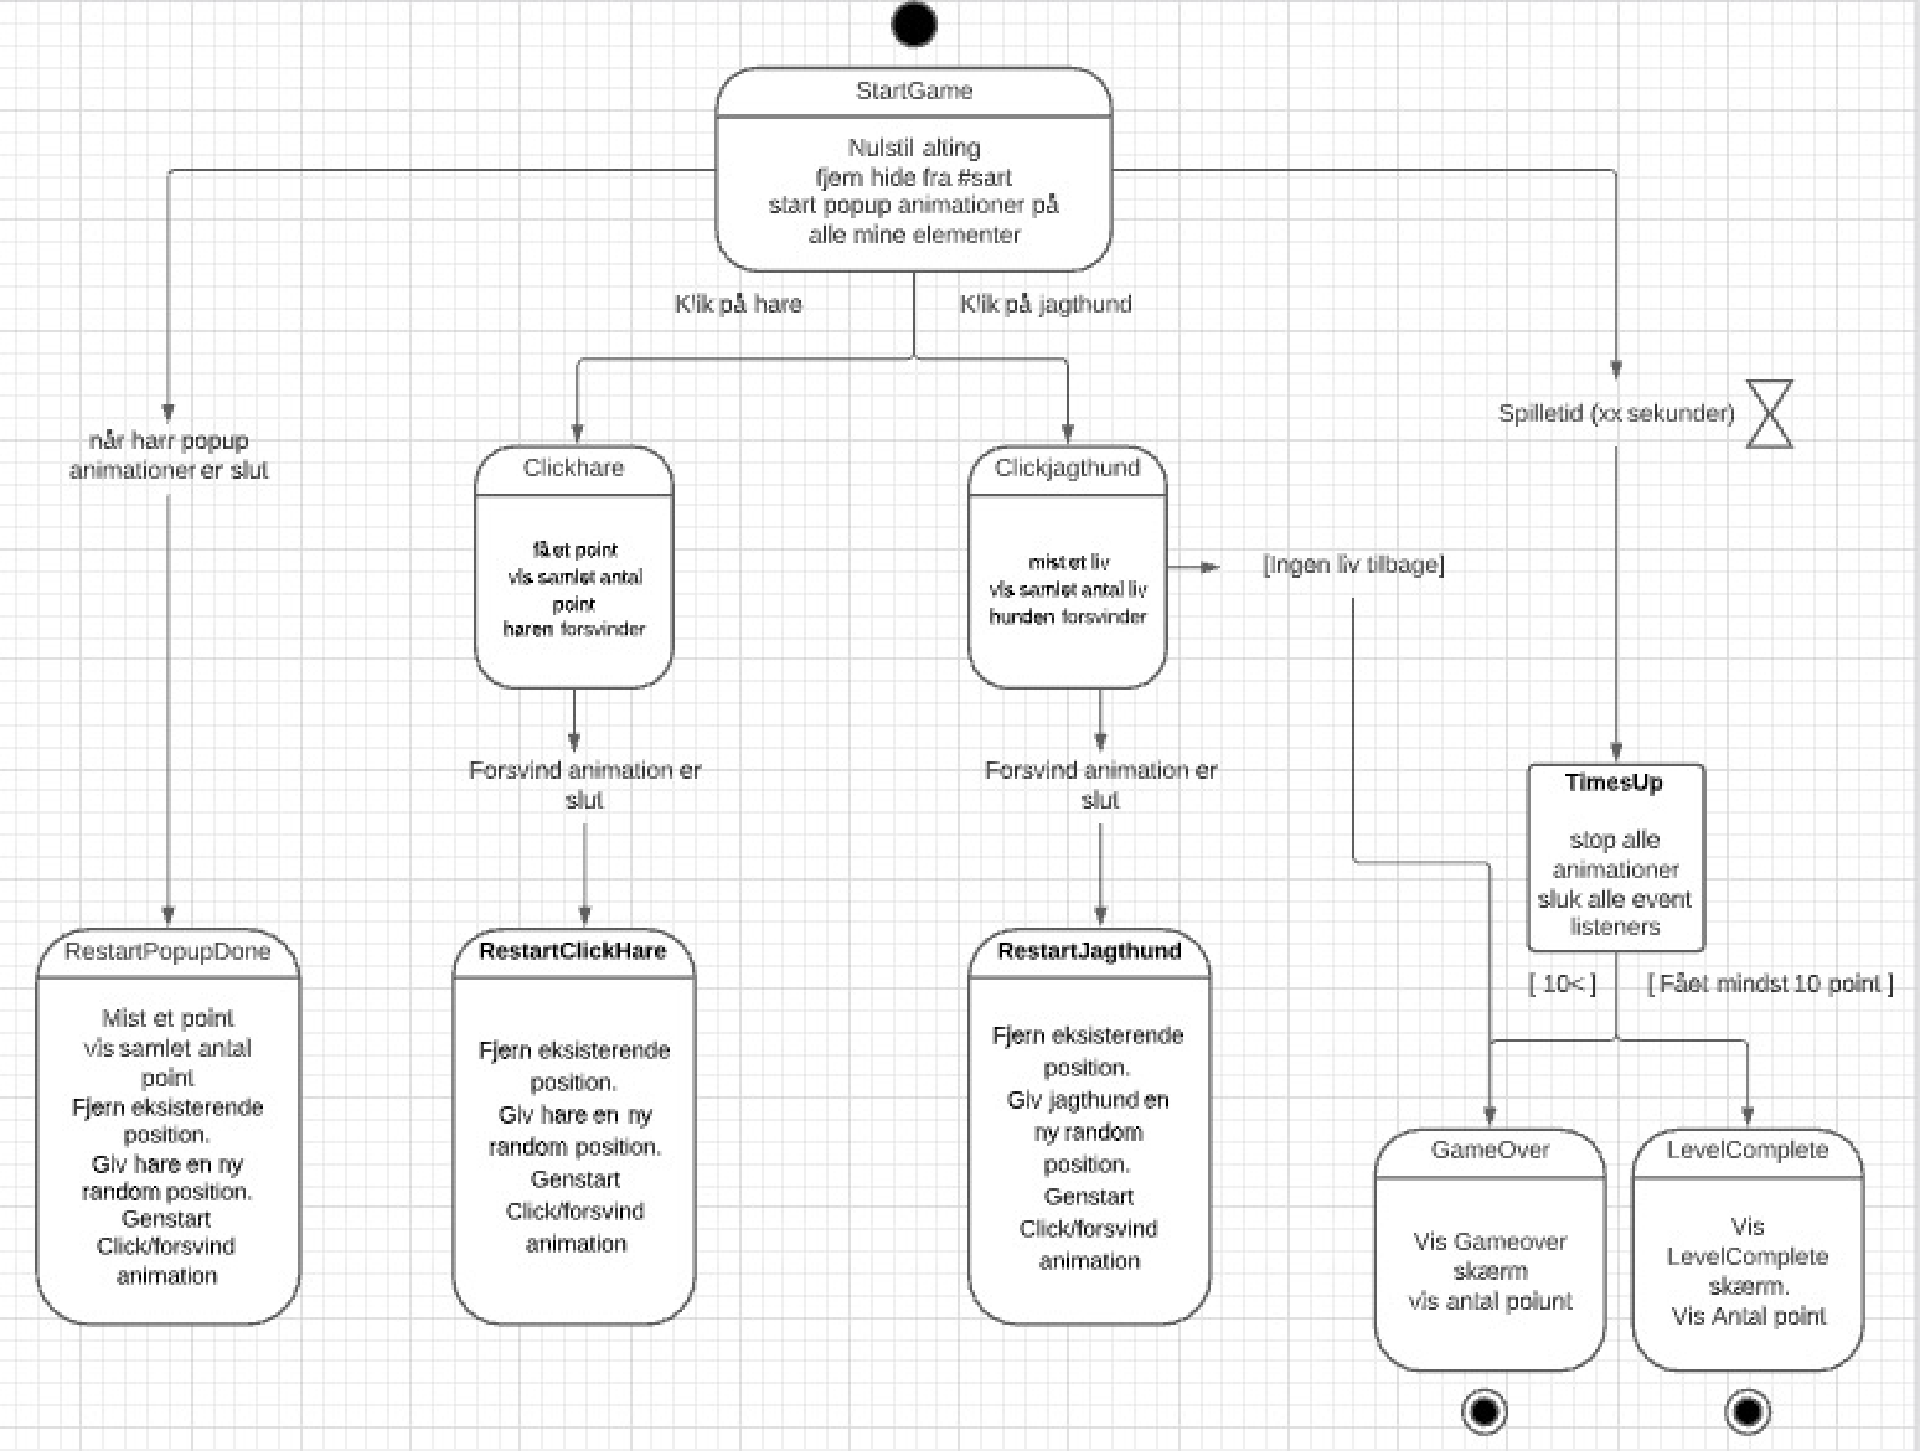 StartGame
Nulstil alting
fjern hide fra #sart
start popup animationer på
alle mine elementer
Klik på hare
Klik på jagthund
når harr popup
animationer er slut
Clickhare
få et point
vis samlet antal
point
haren forsvinder
Clickjagthund
mist et liv
vis samlet antal liv
hunden forsvinder
[Ingen liv tilbage]
Spilletid (xx sekunder)
Forsvind animation er
slut
Forsvind animation er
slut
TimesUp
stop alle
animationer
sluk alle event
listeners
[ 10< ]
[ Fået mindst 10 point ]
RestartPopupDone
Mist et point
vis samlet antal
point
Fjern eksisterende
position.
Giv hare en ny
random position.
Genstart
Click/forsvind
animation
RestartClickHare
Fjern eksisterende
position.
Giv hare en ny
random position.
Genstart
Click/forsvind
animation
RestartJagthund
Fjern eksisterende
position.
Giv jagthund en
ny random
position.
Genstart
Click/forsvind
animation
GameOver
Vis Gameover
skærm
vis antal poiunt
LevelComplete
Vis
LevelComplete
skærm.
Vis Antal point